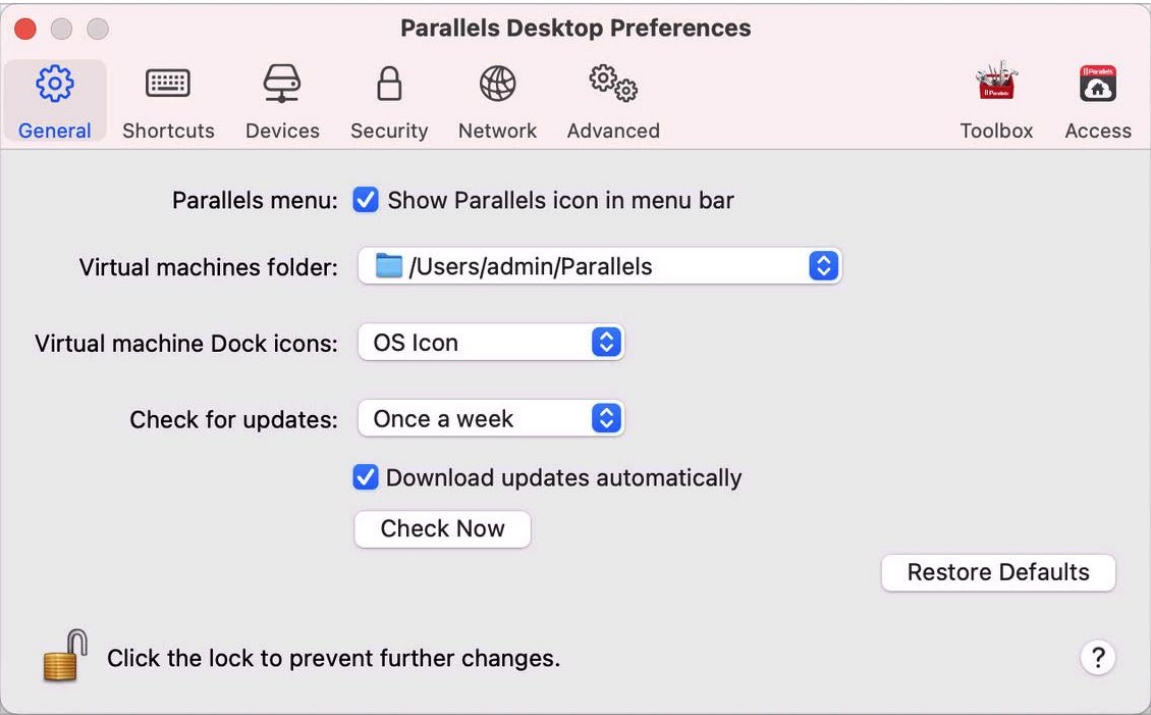 Parallels Desktop Preferences
General Shortcuts Devices Security Network Advanced Toolbox Access
Parallels menu: Show Parallels icon in menu bar
Virtual machines folder: /Users/admin/Parallels
Virtual machine Dock icons: OS Icon
Check for updates: Once a week
Download updates automatically
Check Now
Restore Defaults
Click the lock to prevent further changes. ?